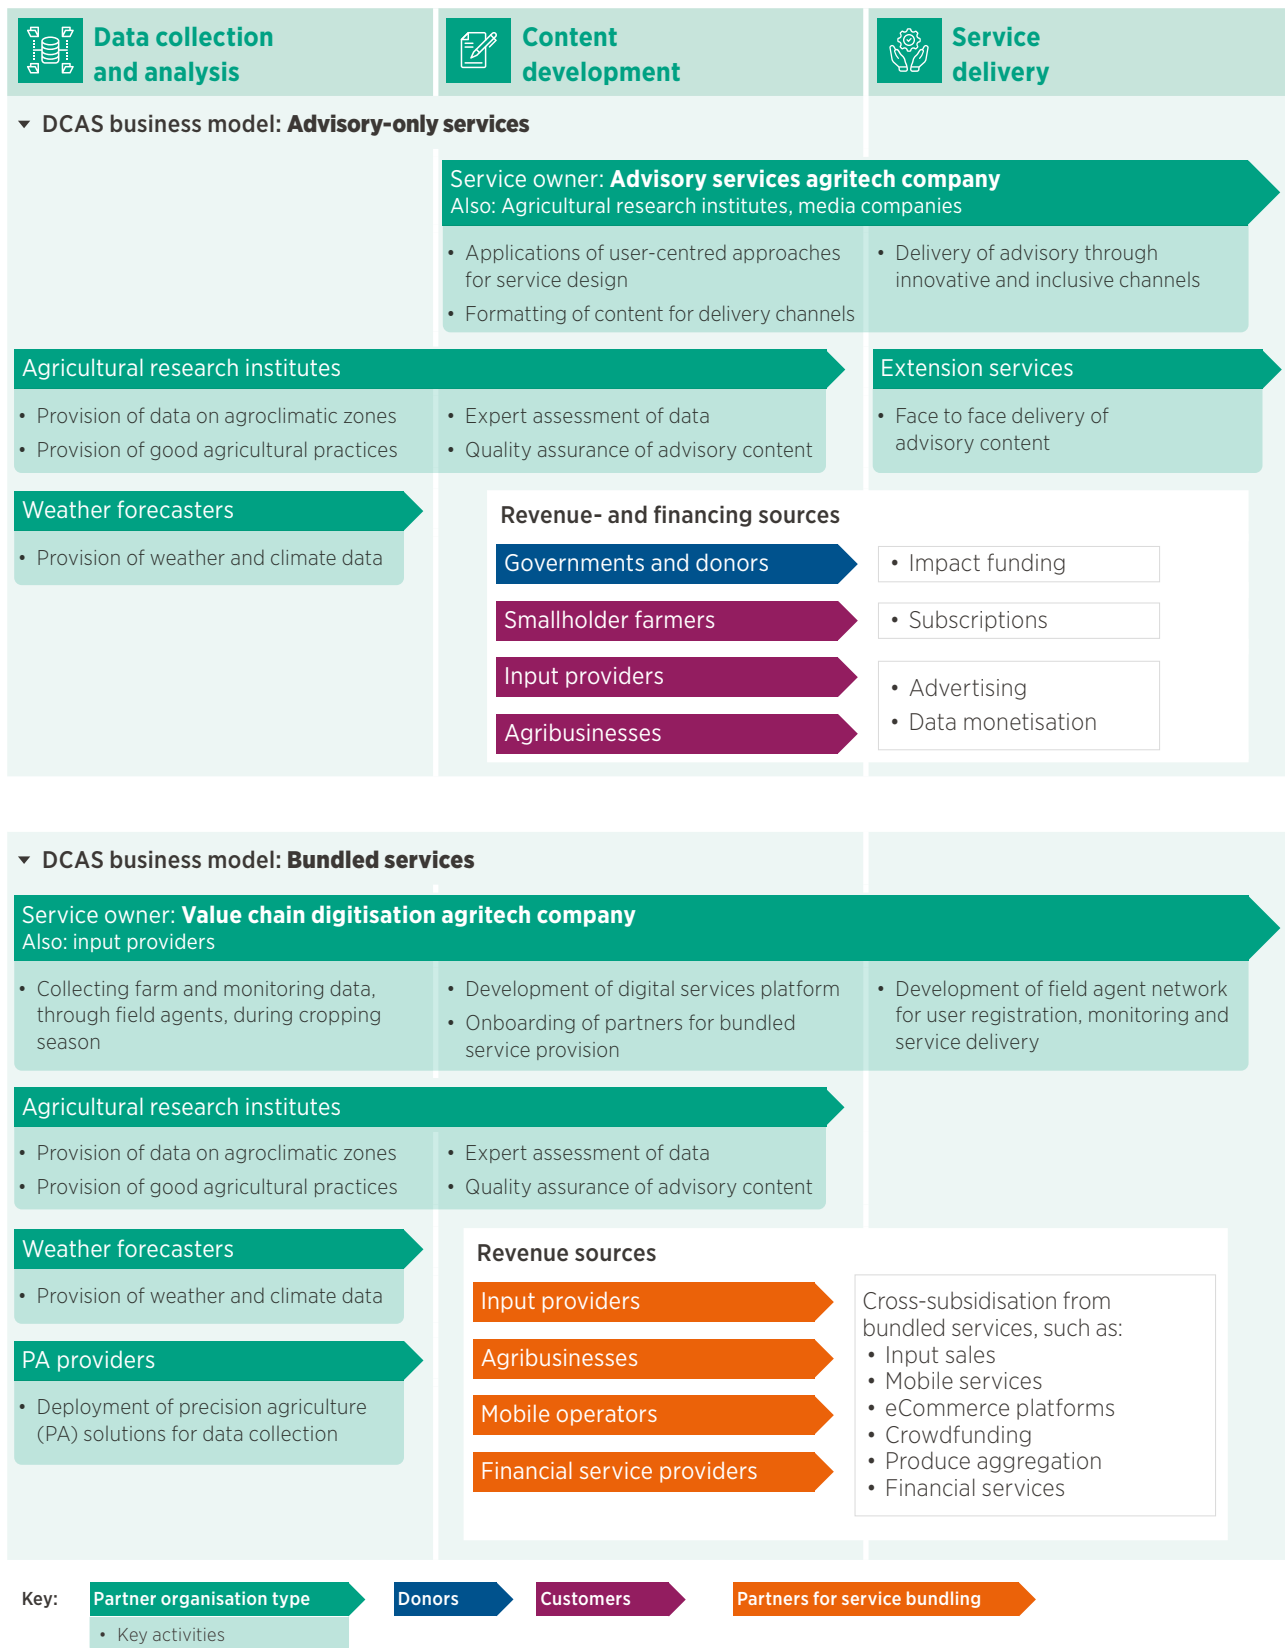 Data collection
and analysis
Content
development
Service
delivery
DCAS business model: Advisory-only services
Service owner: Advisory services agritech company
Also: Agricultural research institutes, media companies
• Applications of user-centred approaches
for service design
• Formatting of content for delivery channels
• Delivery of advisory through
innovative and inclusive channels
Agricultural research institutes
• Provision of data on agroclimatic zones
• Provision of good agricultural practices
• Expert assessment of data
• Quality assurance of advisory content
Extension services
• Face to face delivery of
advisory content
Weather forecasters
• Provision of weather and climate data
Revenue- and financing sources
Governments and donors
• Impact funding
Smallholder farmers
• Subscriptions
Input providers
Agribusinesses
• Advertising
• Data monetisation
DCAS business model: Bundled services
Service owner: Value chain digitisation agritech company
Also: input providers
• Collecting farm and monitoring data,
through field agents, during cropping
season
• Development of digital services platform
• Onboarding of partners for bundled
service provision
• Development of field agent network
for user registration, monitoring and
service delivery
Agricultural research institutes
• Provision of data on agroclimatic zones
• Provision of good agricultural practices
• Expert assessment of data
• Quality assurance of advisory content
Weather forecasters
• Provision of weather and climate data
PA providers
• Deployment of precision agriculture
(PA) solutions for data collection
Revenue sources
Input providers
Agribusinesses
Mobile operators
Financial service providers
Cross-subsidisation from
bundled services, such as:
• Input sales
• Mobile services
• eCommerce platforms
• Crowdfunding
• Produce aggregation
• Financial services
Key:
Partner organisation type
• Key activities
Donors
Customers
Partners for service bundling